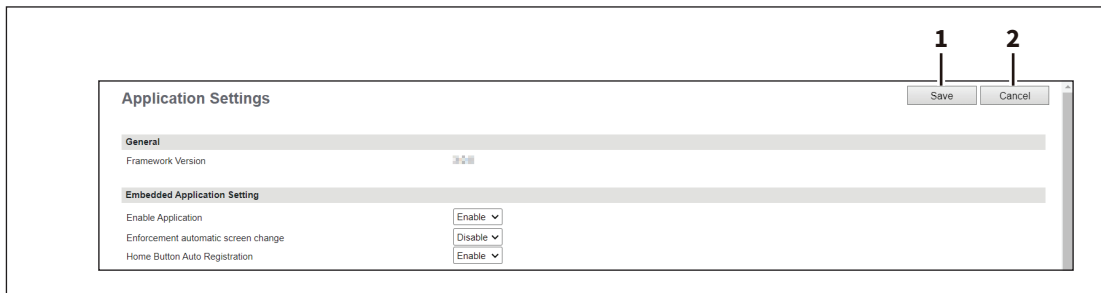 1 2
Application Settings Save Cancel
General
Framework Version
Embedded Application Setting
Enable Application Enable
Enforcement automatic screen change Disable
Home Button Auto Registration Enable